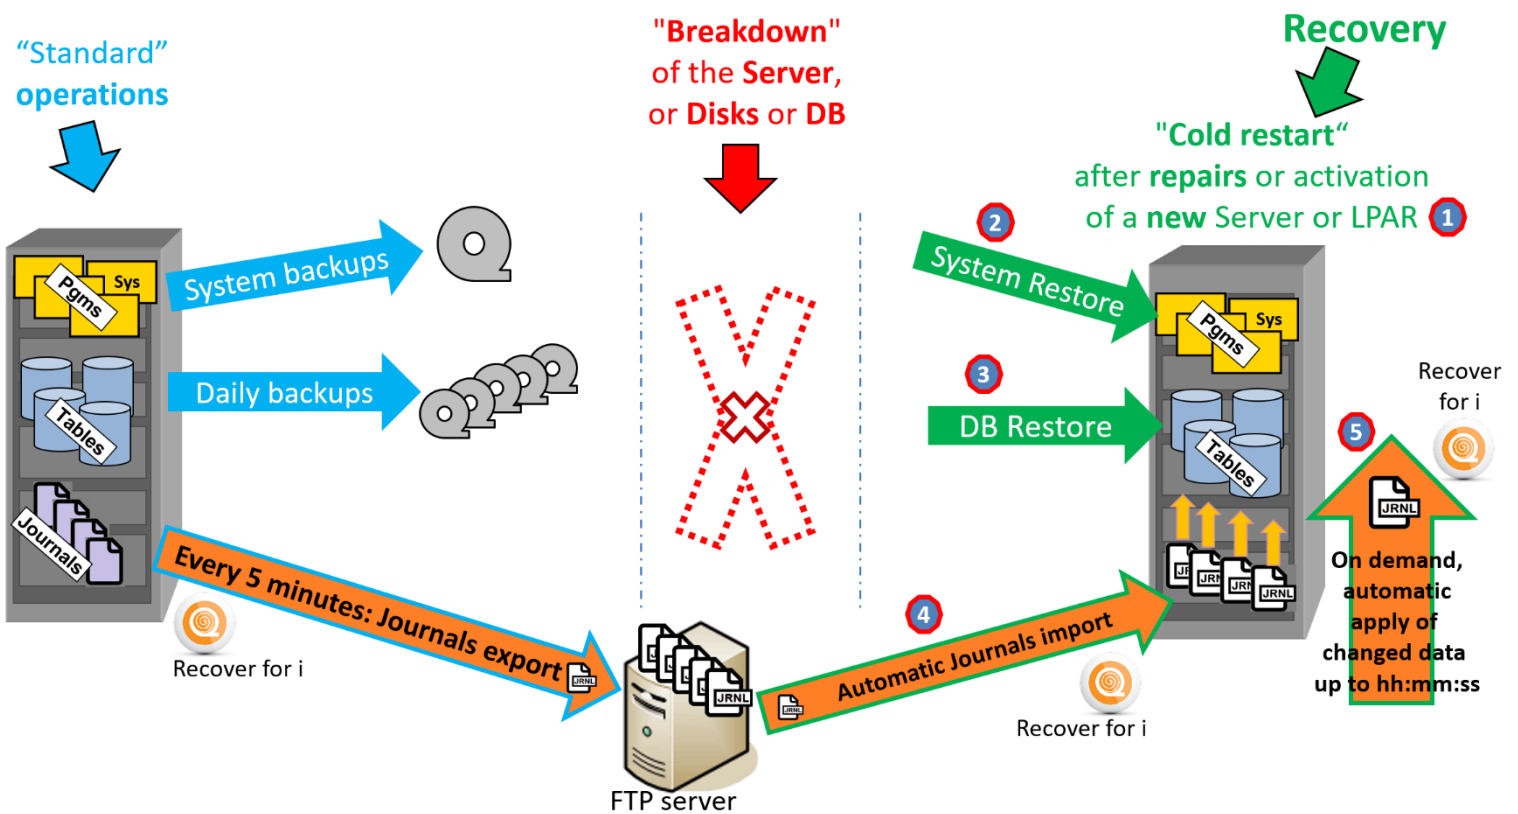 “Standard”
operations
"Breakdown"
of the Server,
or Disks or DB
Recovery
"Cold restart“
after repairs or activation
of a new Server or LPAR 1
Sys
Pgms
Tables
Journals
System backups
Daily backups
Every 5 minutes: Journals export
JRNL
Recover for i
JRNL
FTP server
2
System Restore
3
DB Restore
4
Automatic Journals import
JRNL
Recover for i
Sys
Pgms
Tables
JRNL
5
Recover
for i
JRNL
On demand,
automatic
apply of
changed data
up to hh:mm:ss